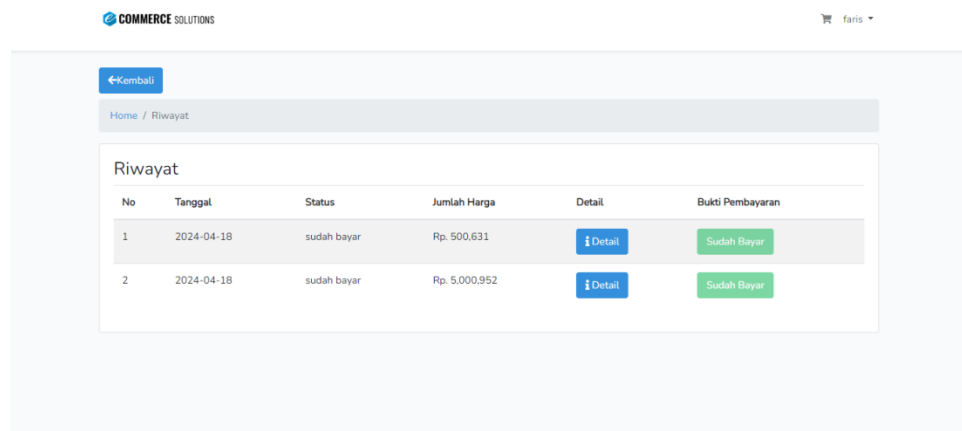 COMMERCE SOLUTIONS
faris
Kembali
Home / Riwayat
Riwayat
No Tanggal Status Jumlah Harga Detail Bukti Pembayaran
1 2024-04-18 sudah bayar Rp. 500,631 Detail Sudah Bayar
2 2024-04-18 sudah bayar Rp. 5,000,952 Detail Sudah Bayar